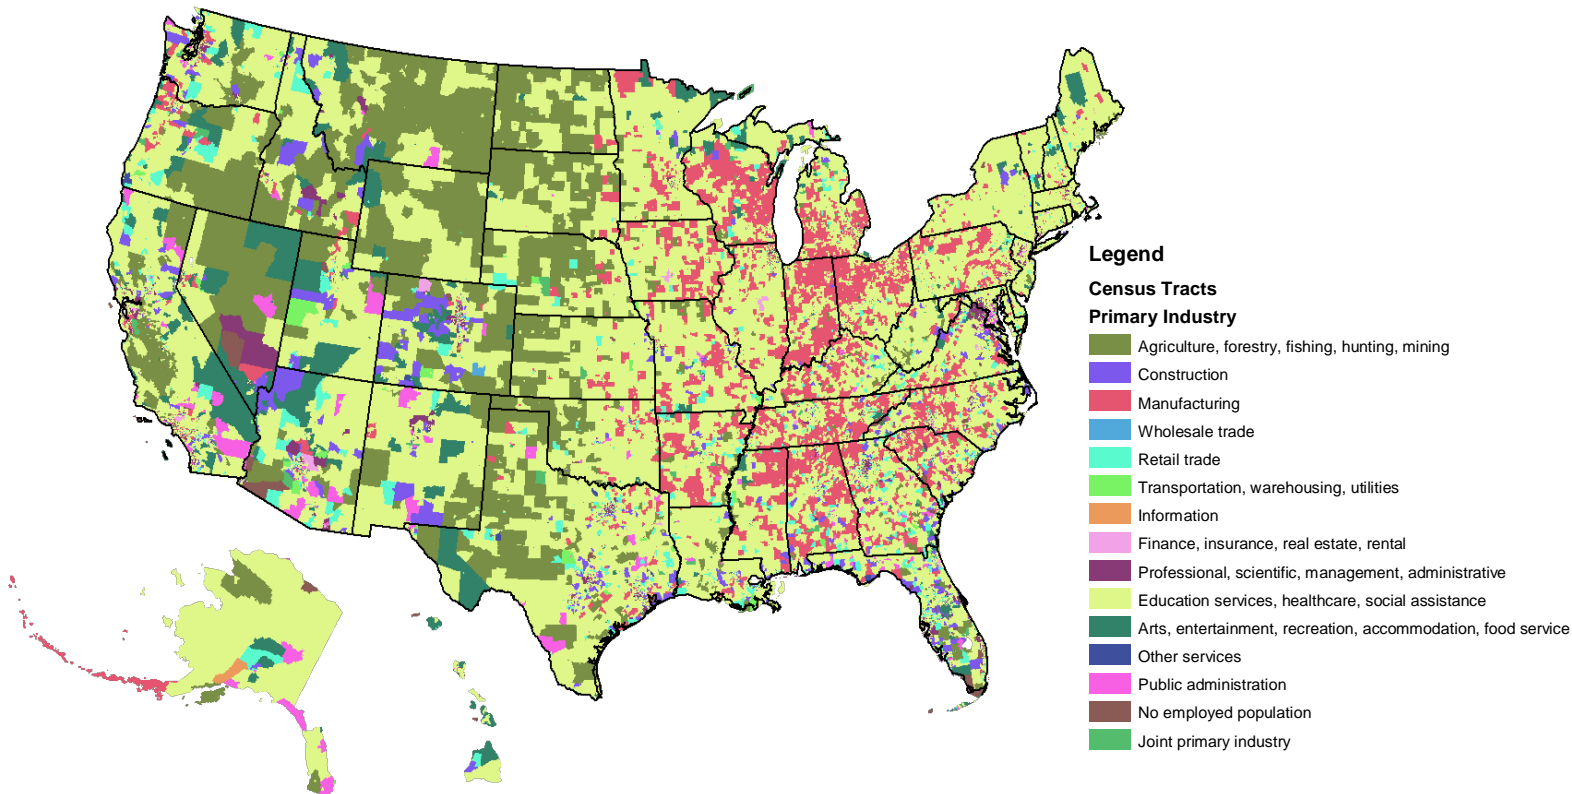 Legend
Census Tracts
Primary Industry
Agriculture, forestry, fishing, hunting, mining
Construction
Manufacturing
Wholesale trade
Retail trade
Transportation, warehousing, utilities
Information
Finance, insurance, real estate, rental
Professional, scientific, management, administrative
Education services, healthcare, social assistance
Arts, entertainment, recreation, accommodation, food service
Other services
Public administration
No employed population
Joint primary industry